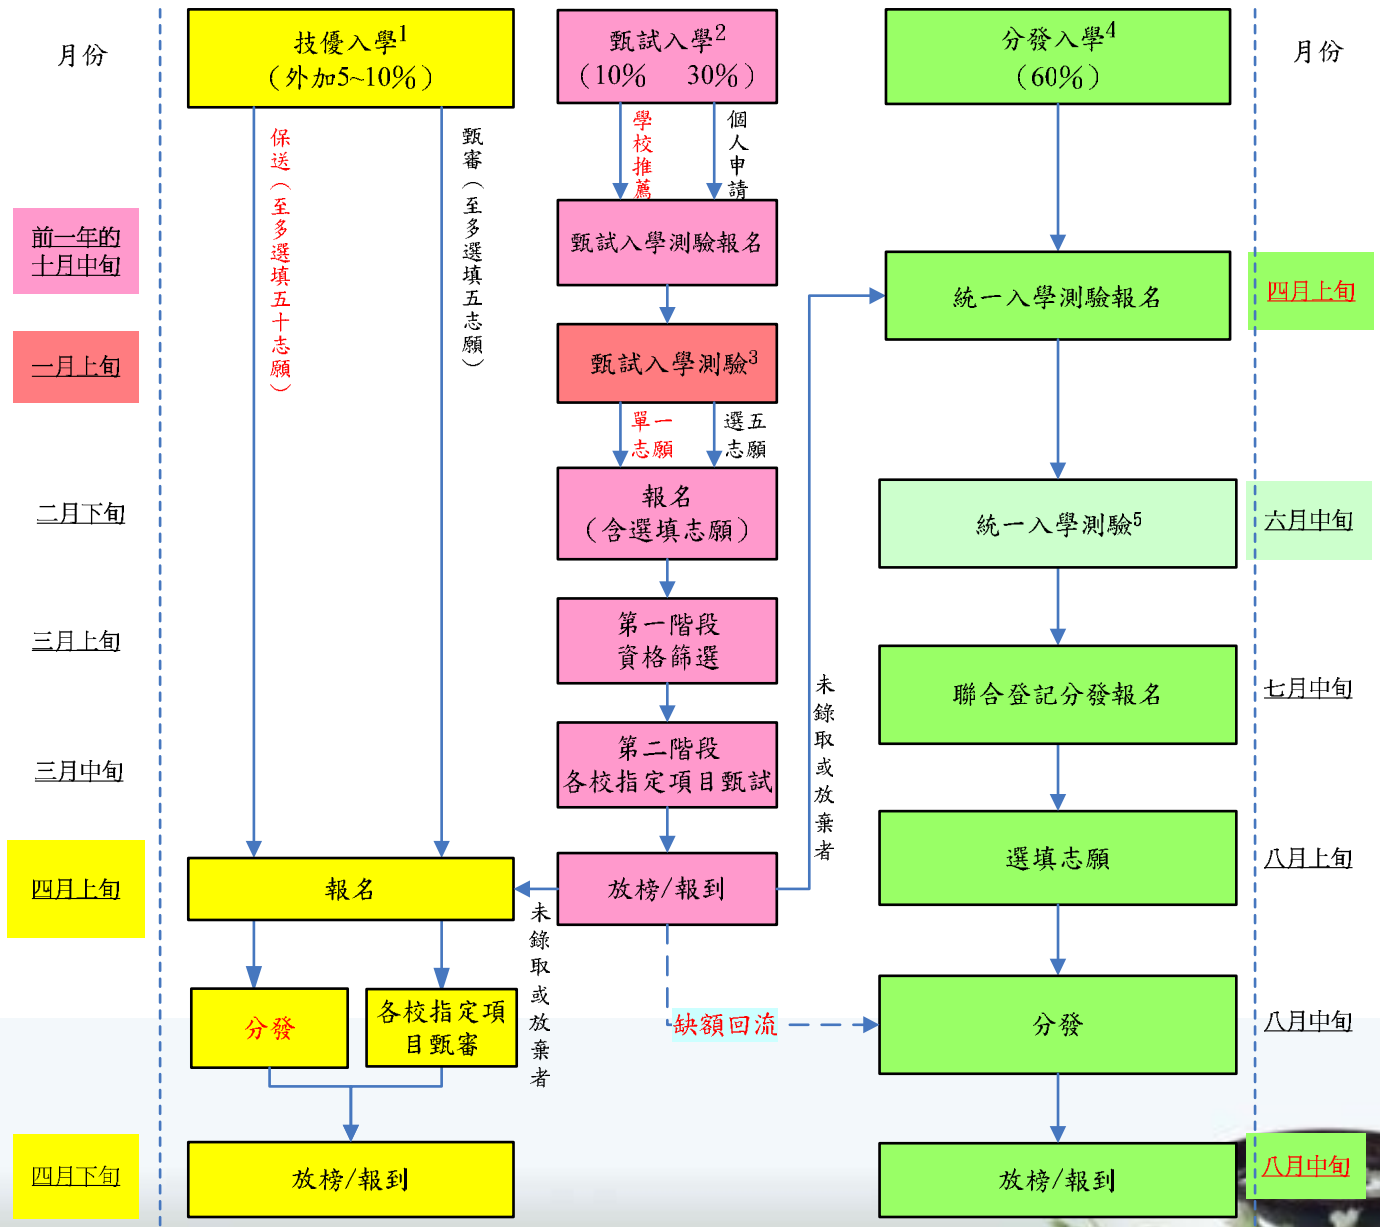 月份
技優入學1
（外加5~10%）
甄試入學2
（10%　30%）
分發入學4
（60%）
月份
保送（至多選填五十志願）
甄審（至多選填五志願）
學校推薦
個人申請
前一年的
十月中旬
甄試入學測驗報名
統一入學測驗報名
四月上旬
一月上旬
甄試入學測驗3
單一
志願
選五
志願
二月下旬
報名
（含選填志願）
統一入學測驗5
六月中旬
三月上旬
第一階段
資格篩選
未錄取或放棄者
聯合登記分發報名
七月中旬
三月中旬
第二階段
各校指定項目甄試
選填志願
八月上旬
四月上旬
報名
放榜/報到
未錄取或放棄者
分發
各校指定項
目甄審
缺額回流
分發
八月中旬
四月下旬
放榜/報到
放榜/報到
八月中旬